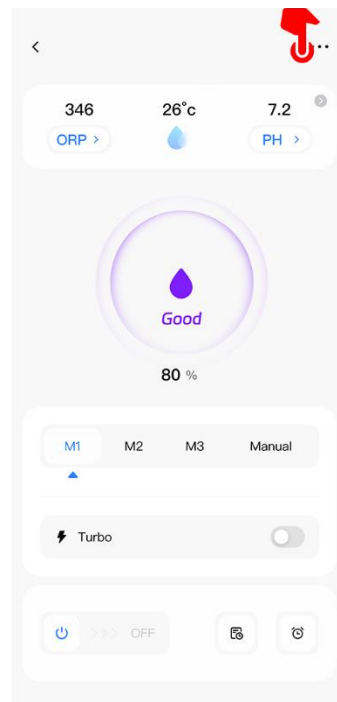 346 26°c 7.2
ORP > PH >
Good
80 %
M1 M2 M3 Manual
Turbo
>>> OFF